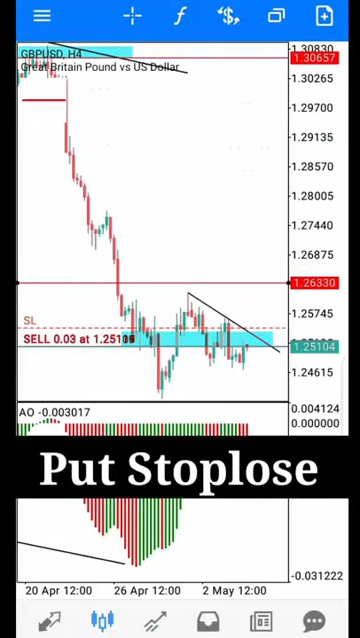 GBPUSD, H4
Great Britain Pound vs US Dollar
1.30830
1.30657
1.30265
1.29700
1.29135
1.28570
1.28005
1.27440
1.26875
1.26330
1.25745
SL
SELL 0.03 at 1.2510
1.25104
1.24615
AO -0.003017
0.004124
0.000000
Put Stoplose
-0.031222
20 Apr 12:00
26 Apr 12:00
2 May 12:00